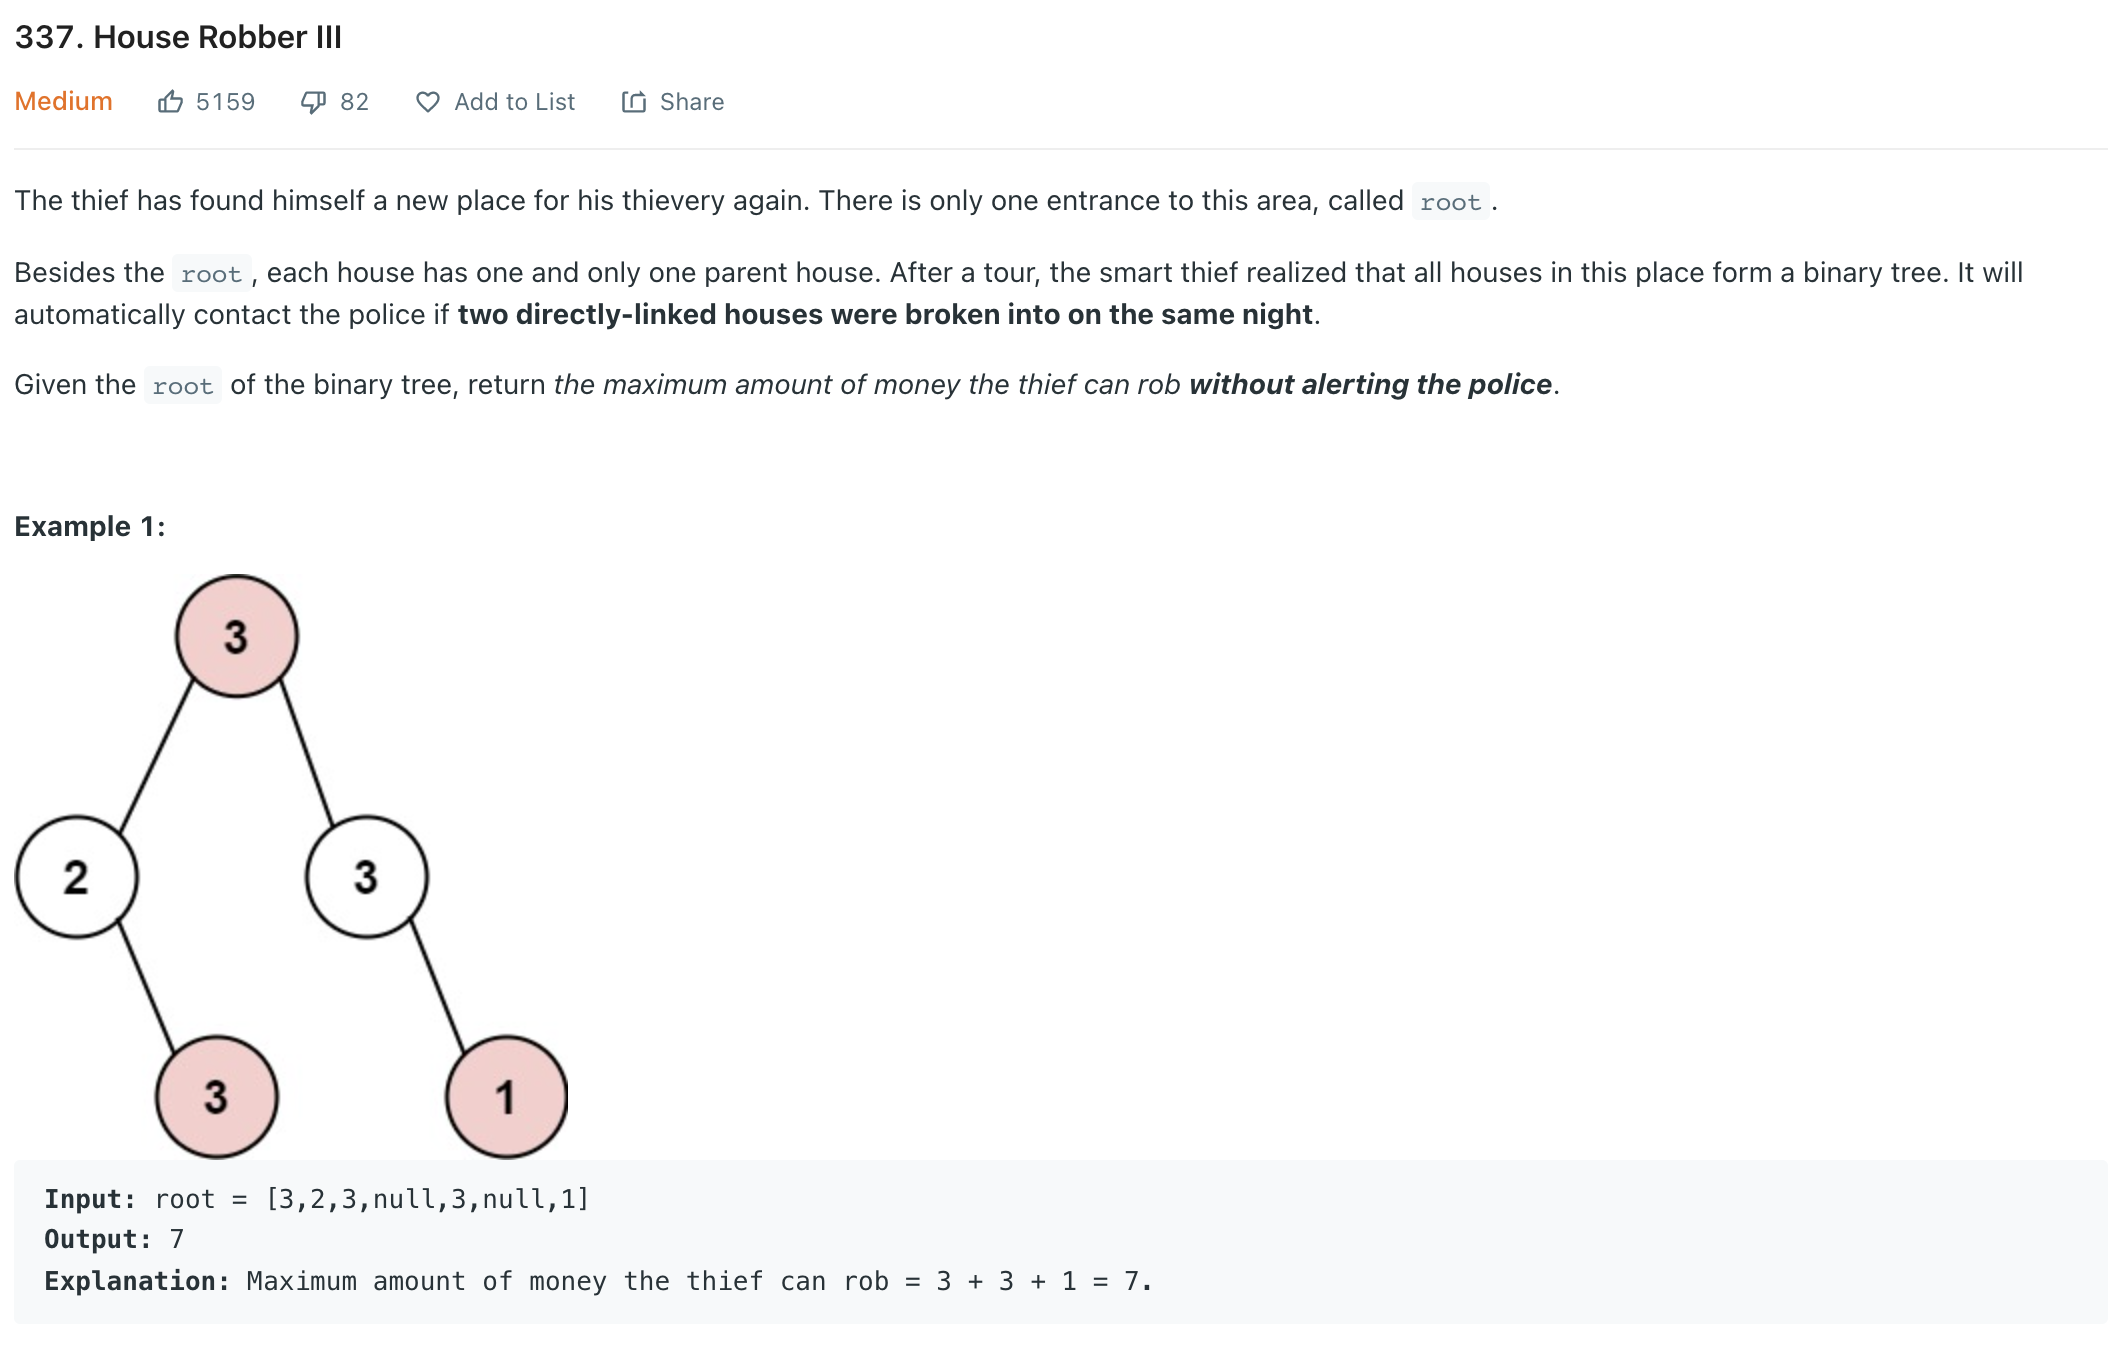 337. House Robber III
Medium 5159 82 Add to List Share
The thief has found himself a new place for his thievery again. There is only one entrance to this area, called root .
Besides the root , each house has one and only one parent house. After a tour, the smart thief realized that all houses in this place form a binary tree. It will
automatically contact the police if two directly-linked houses were broken into on the same night.
Given the root of the binary tree, return the maximum amount of money the thief can rob without alerting the police.
Example 1:
3
2 3
3 1
Input: root = [3,2,3,null,3,null,1]
Output: 7
Explanation: Maximum amount of money the thief can rob = 3 + 3 + 1 = 7.